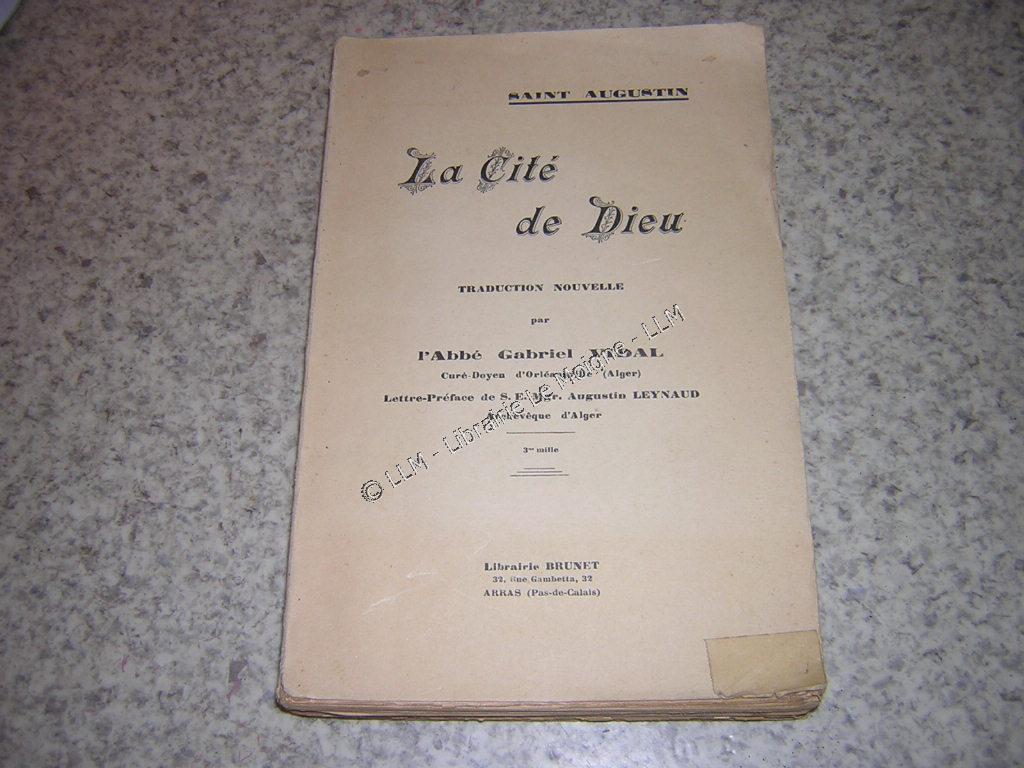 SAINT AUGUSTIN
La Cité
de Dieu
TRADUCTION NOUVELLE
par
l'Abbé Gabriel VIDAL
Curé-Doyen d'Orléansville (Alger)
Lettre-Préface de S. E. Mgr. Augustin LEYNAUD
Archevêque d'Alger
3me mille
© LLM - Librairie Le Moigne - LLM
Librairie BRUNET
32, Rue Gambetta, 32
ARRAS (Pas-de-Calais)